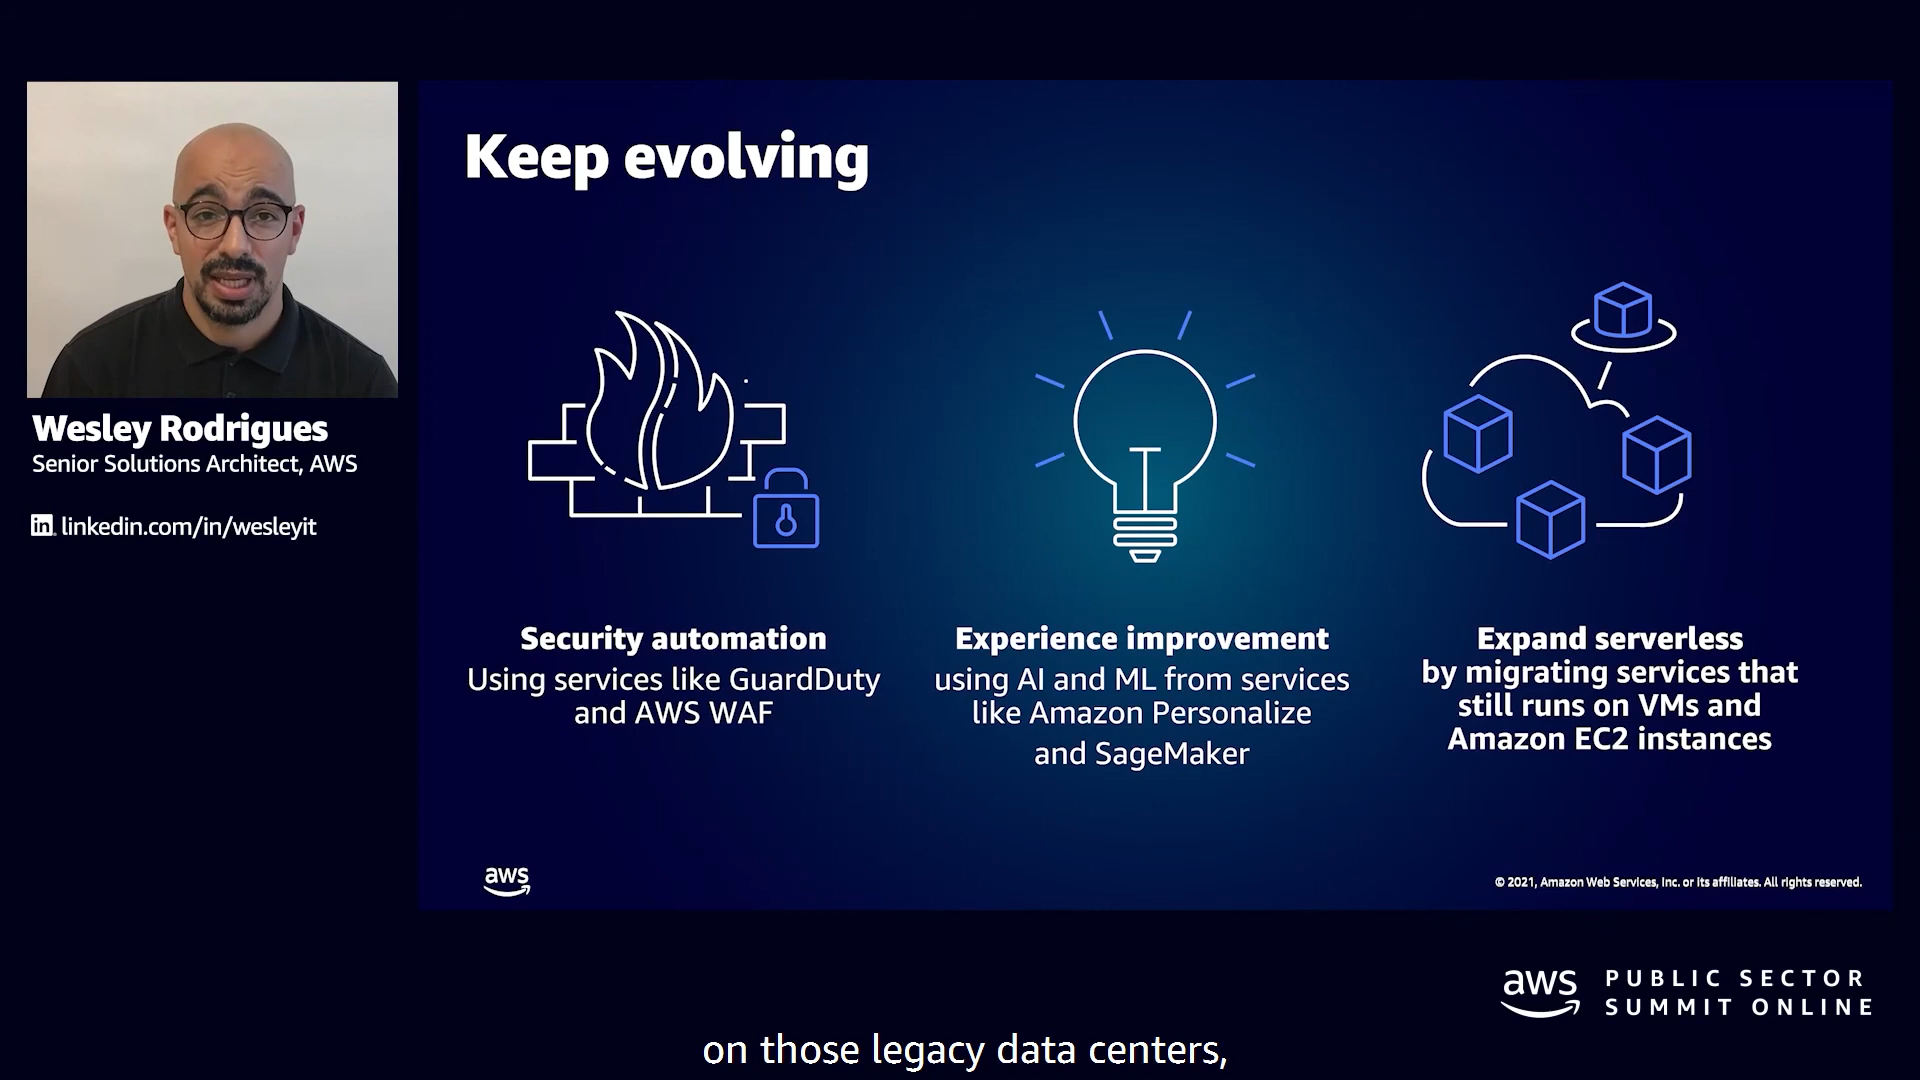 Keep evolving
Wesley Rodrigues
Senior Solutions Architect, AWS
in linkedin.com/in/wesleyit
Security automation
Using services like GuardDuty
and AWS WAF
Experience improvement
using AI and ML from services
like Amazon Personalize
and SageMaker
Expand serverless
by migrating services that
still runs on VMs and
Amazon EC2 instances
aws
© 2021, Amazon Web Services, Inc. or its affiliates. All rights reserved.
aws
PUBLIC SECTOR
SUMMIT ONLINE
on those legacy data centers,